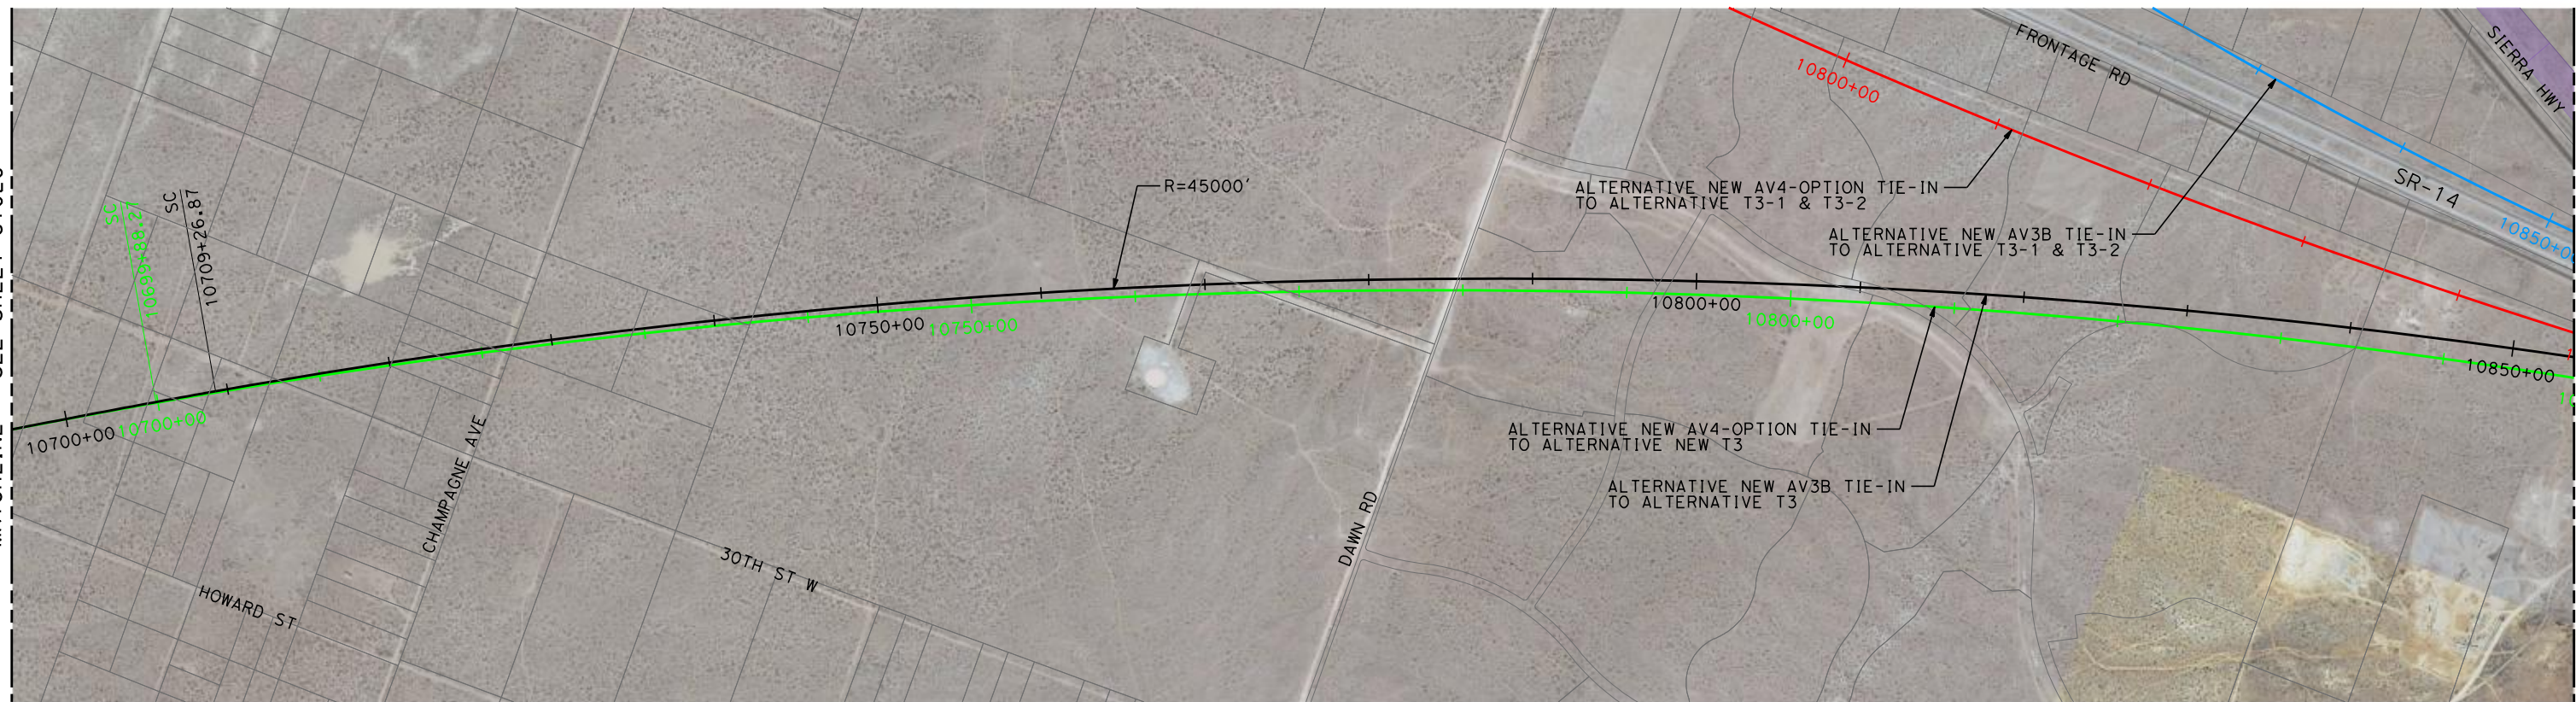 FRONTAGE RD
SIERRA HWY
10800+00
SR-14
10850+0
R=45000'
ALTERNATIVE NEW AV4-OPTION TIE-IN
TO ALTERNATIVE T3-1 & T3-2
ALTERNATIVE NEW AV3B TIE-IN
TO ALTERNATIVE T3-1 & T3-2
SC
SC
10709+26.87
10750+00
10750+00
10800+00
10800+00
10850+00
10700+00
10700+00
CHAMPAGNE AVE
ALTERNATIVE NEW AV4-OPTION TIE-IN
TO ALTERNATIVE NEW T3
ALTERNATIVE NEW AV3B TIE-IN
TO ALTERNATIVE T3
DAWN RD
30TH ST W
HOWARD ST